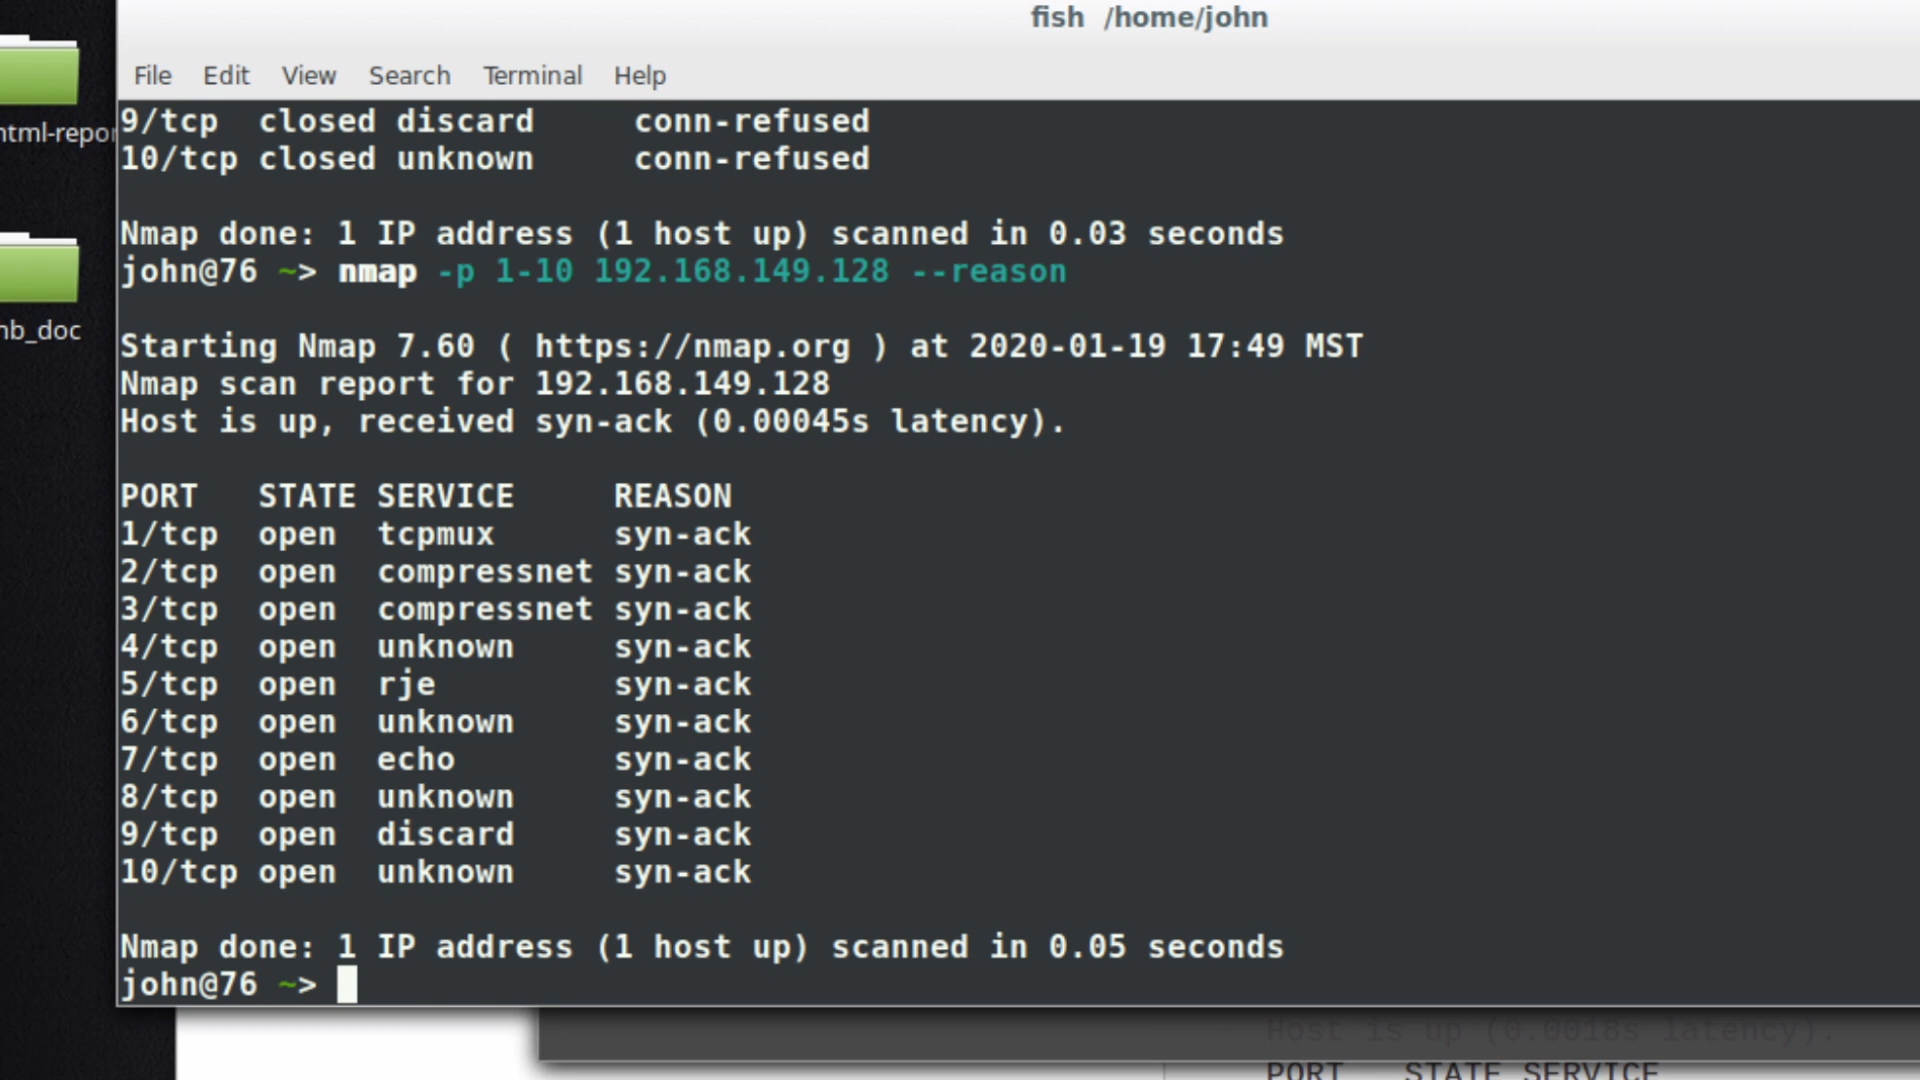 fish /home/john
File Edit View Search Terminal Help
html-repor
nb_doc
9/tcp closed discard conn-refused
10/tcp closed unknown conn-refused
Nmap done: 1 IP address (1 host up) scanned in 0.03 seconds
john@76 ~> nmap -p 1-10 192.168.149.128 --reason
Starting Nmap 7.60 ( https://nmap.org ) at 2020-01-19 17:49 MST
Nmap scan report for 192.168.149.128
Host is up, received syn-ack (0.00045s latency).
PORT STATE SERVICE REASON
1/tcp open tcpmux syn-ack
2/tcp open compressnet syn-ack
3/tcp open compressnet syn-ack
4/tcp open unknown syn-ack
5/tcp open rje syn-ack
6/tcp open unknown syn-ack
7/tcp open echo syn-ack
8/tcp open unknown syn-ack
9/tcp open discard syn-ack
10/tcp open unknown syn-ack
Nmap done: 1 IP address (1 host up) scanned in 0.05 seconds
john@76 ~>
Host is up (0.0018s latency).
PORT STATE SERVICE